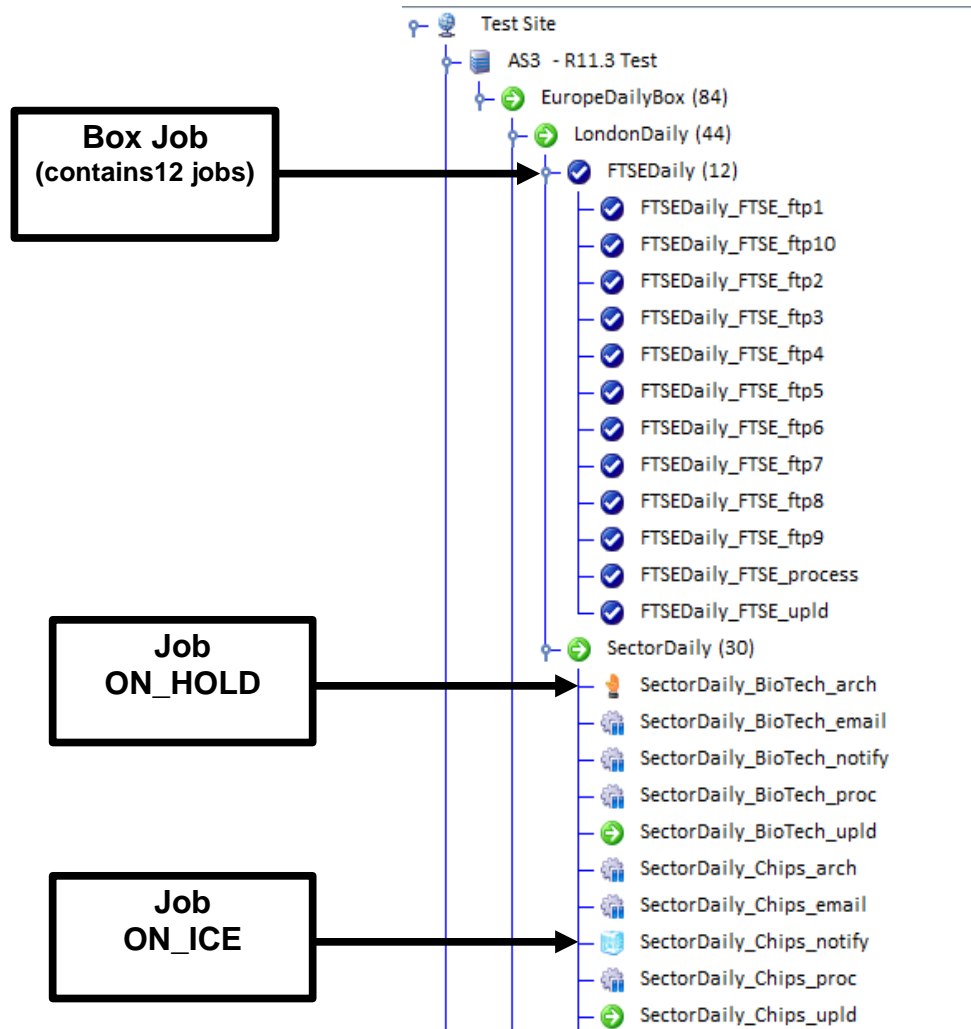 Test Site
AS3 - R11.3 Test
EuropeDailyBox (84)
LondonDaily (44)
Box Job
(contains12 jobs)
FTSEDaily (12)
FTSEDaily_FTSE_ftp1
FTSEDaily_FTSE_ftp10
FTSEDaily_FTSE_ftp2
FTSEDaily_FTSE_ftp3
FTSEDaily_FTSE_ftp4
FTSEDaily_FTSE_ftp5
FTSEDaily_FTSE_ftp6
FTSEDaily_FTSE_ftp7
FTSEDaily_FTSE_ftp8
FTSEDaily_FTSE_ftp9
FTSEDaily_FTSE_process
FTSEDaily_FTSE_upld
SectorDaily (30)
Job
ON_HOLD
SectorDaily_BioTech_arch
SectorDaily_BioTech_email
SectorDaily_BioTech_notify
SectorDaily_BioTech_proc
SectorDaily_BioTech_upld
SectorDaily_Chips_arch
SectorDaily_Chips_email
Job
ON_ICE
SectorDaily_Chips_notify
SectorDaily_Chips_proc
SectorDaily_Chips_upld